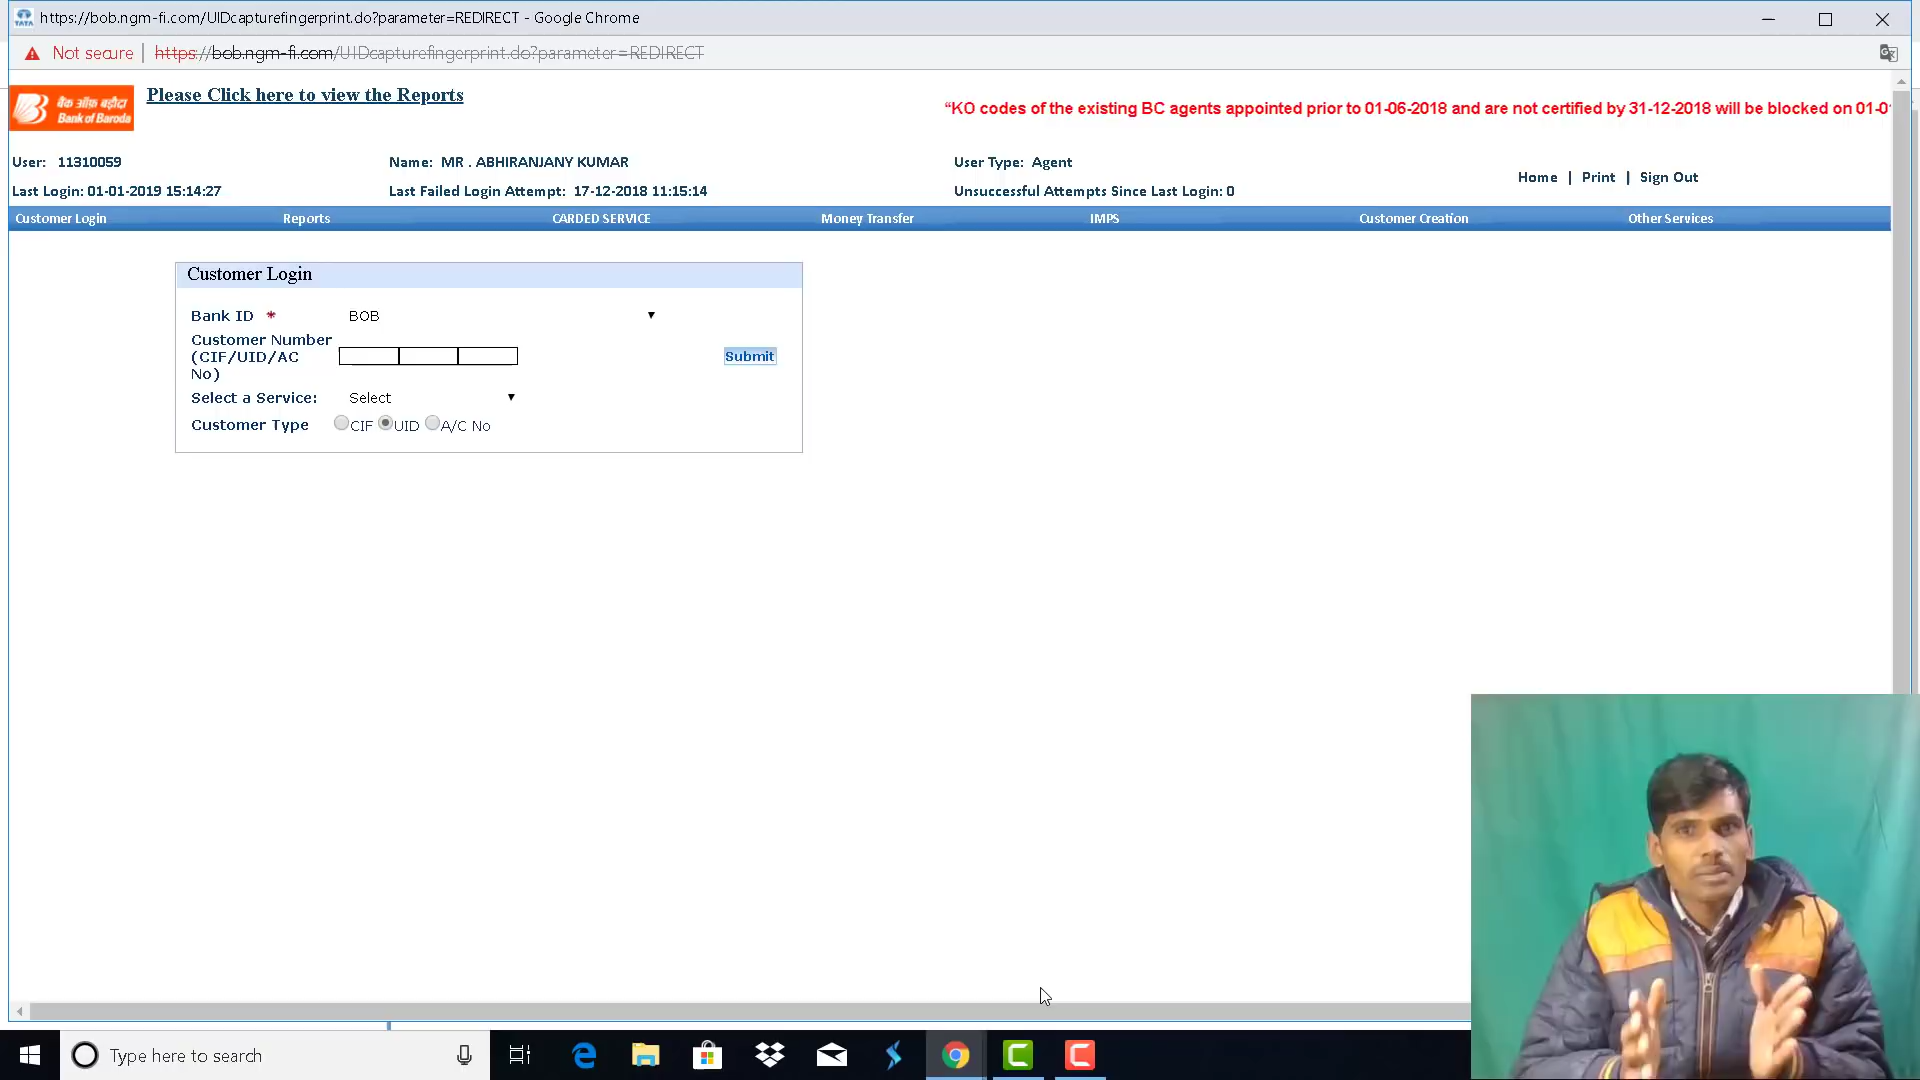 https://bob.ngm-fi.com/UIDcapturefingerprint.do?parameter=REDIRECT - Google Chrome
Not secure | https://bob.ngm-fi.com/UIDcapturefingerprint.do?parameter=REDIRECT
बैंक ऑफ़ बड़ौदा
Bank of Baroda
Please Click here to view the Reports
“KO codes of the existing BC agents appointed prior to 01-06-2018 and are not certified by 31-12-2018 will be blocked on 01-0
User: 11310059 Name: MR . ABHIRANJANY KUMAR User Type: Agent
Home | Print | Sign Out
Last Login: 01-01-2019 15:14:27 Last Failed Login Attempt: 17-12-2018 11:15:14 Unsuccessful Attempts Since Last Login: 0
Customer Login Reports CARDED SERVICE Money Transfer IMPS Customer Creation Other Services
Customer Login
Bank ID * BOB
Customer Number
(CIF/UID/AC
No)
Submit
Select a Service: Select
Customer Type CIF UID A/C No
Type here to search
TATA